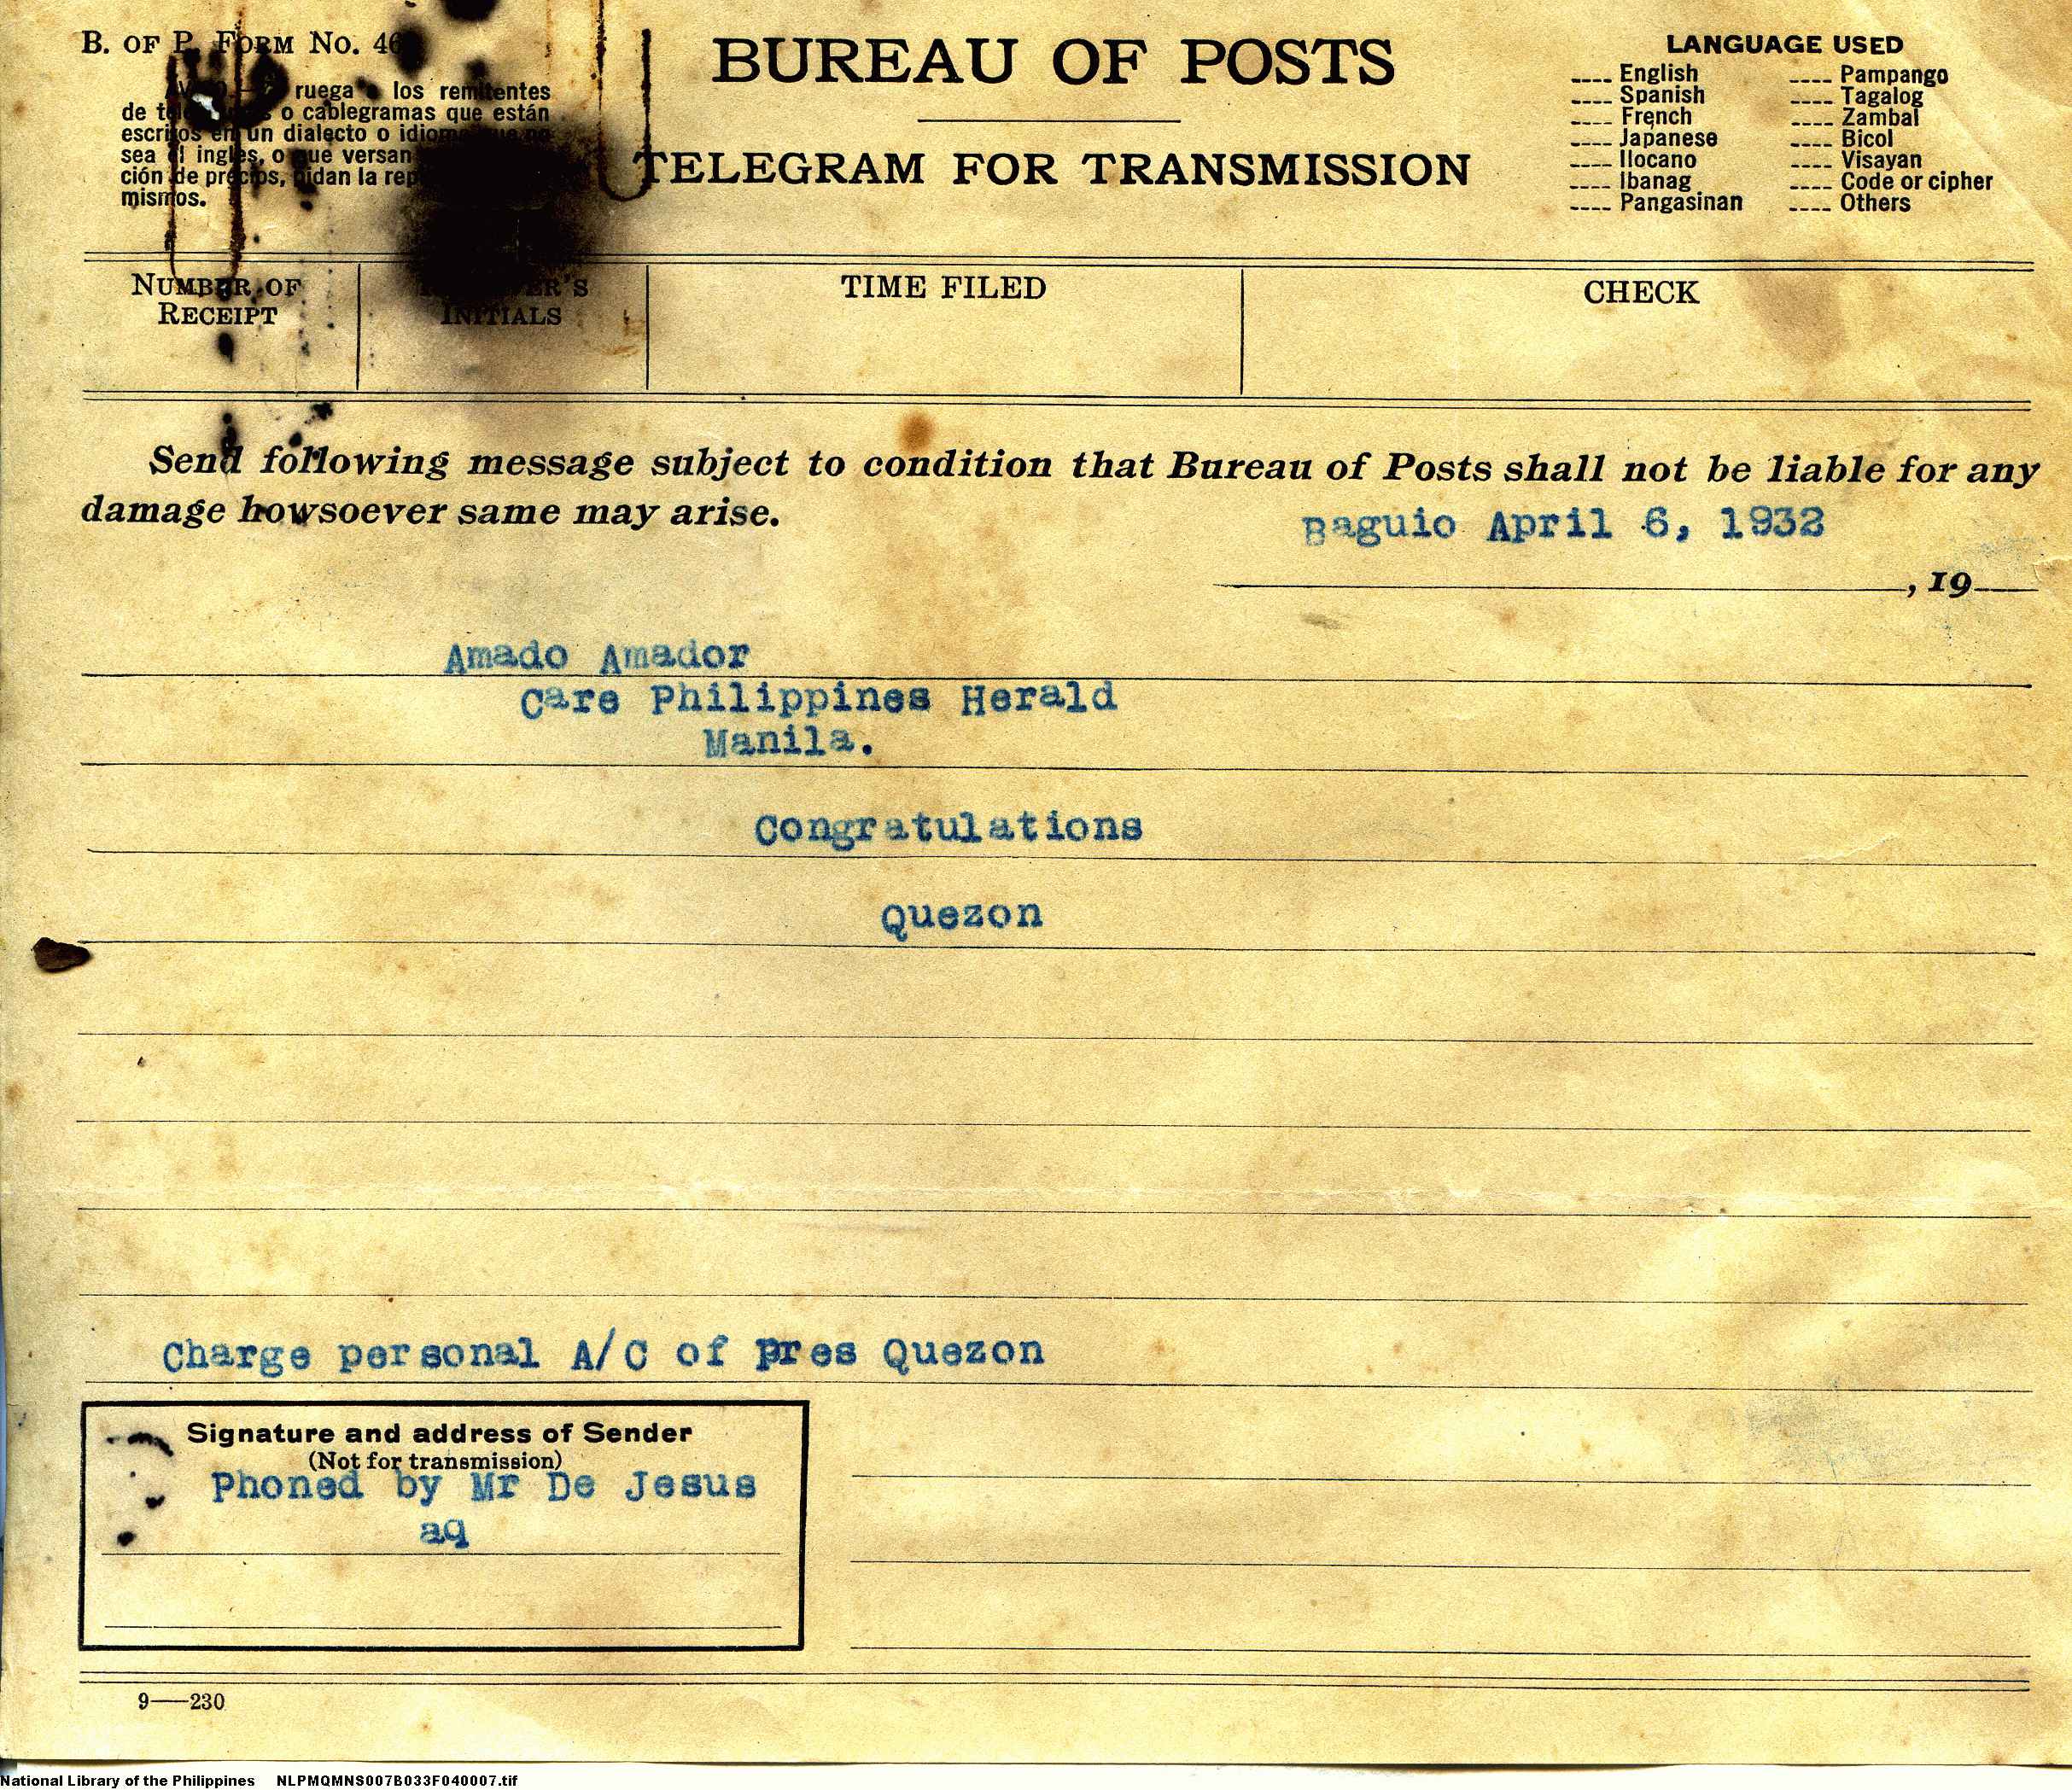 B. OF P. FORM No. 46
ruega a los remitentes
de o cablegramas que están
escritos en un dialecto o idioma que no
sea el inglés, o que versan
ción de precios, pidan la
mismos.
BUREAU OF POSTS
TELEGRAM FOR TRANSMISSION
LANGUAGE USED
---- English ---- Pampango
---- Spanish ---- Tagalog
---- French ---- Zambal
---- Japanese ---- Bicol
---- Ilocano ---- Visayan
---- Ibanag ---- Code or cipher
---- Pangasinan ---- Others
NUMBER OF
RECEIPT
INITIALS
TIME FILED
CHECK
Send following message subject to condition that Bureau of Posts shall not be liable for any
damage howsoever same may arise.
Baguio April 6, 1932
, 19
Amado Amador
Care Philippines Herald
Manila.
Congratulations
Quezon
Charge personal A/C of pres Quezon
Signature and address of Sender
(Not for transmission)
Phoned by Mr De Jesus
aq
9—230
National Library of the Philippines NLPMQMNS007B033F040007.tif